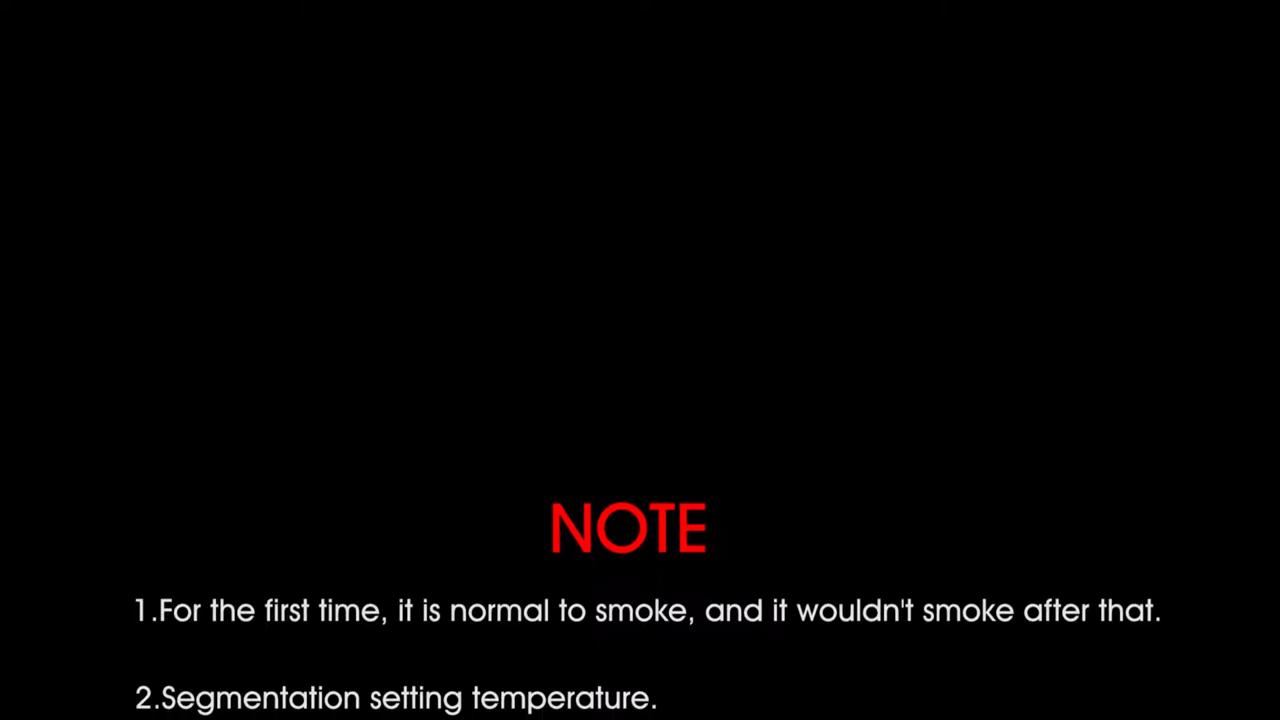 NOTE
1.For the first time, it is normal to smoke, and it wouldn't smoke after that.
2.Segmentation setting temperature.